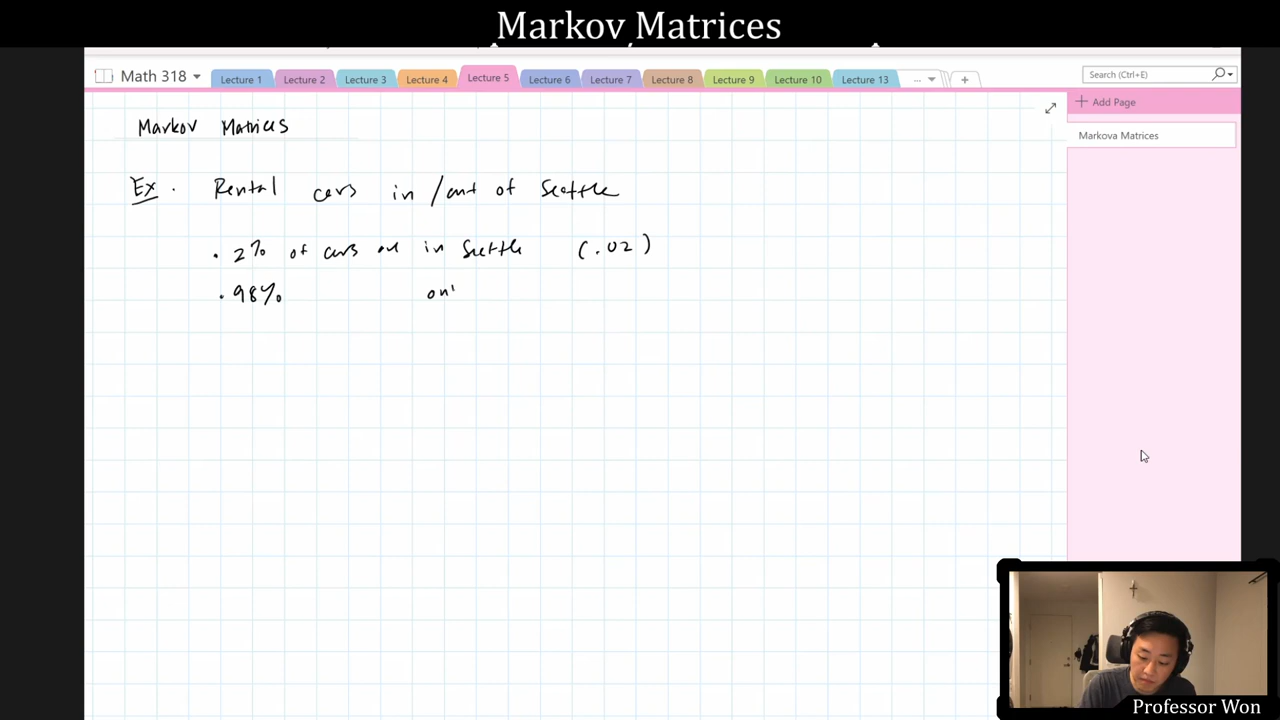 Markov Matrices
Math 318
Lecture 1
Lecture 2
Lecture 3
Lecture 4
Lecture 5
Lecture 6
Lecture 7
Lecture 8
Lecture 9
Lecture 10
Lecture 13
...
Search (Ctrl+E)
Add Page
Markova Matrices
Markov Matrices
Ex. Rental cars in/out of Seattle
. 2% of cars are in Seattle (.02)
. 98%
Professor Won